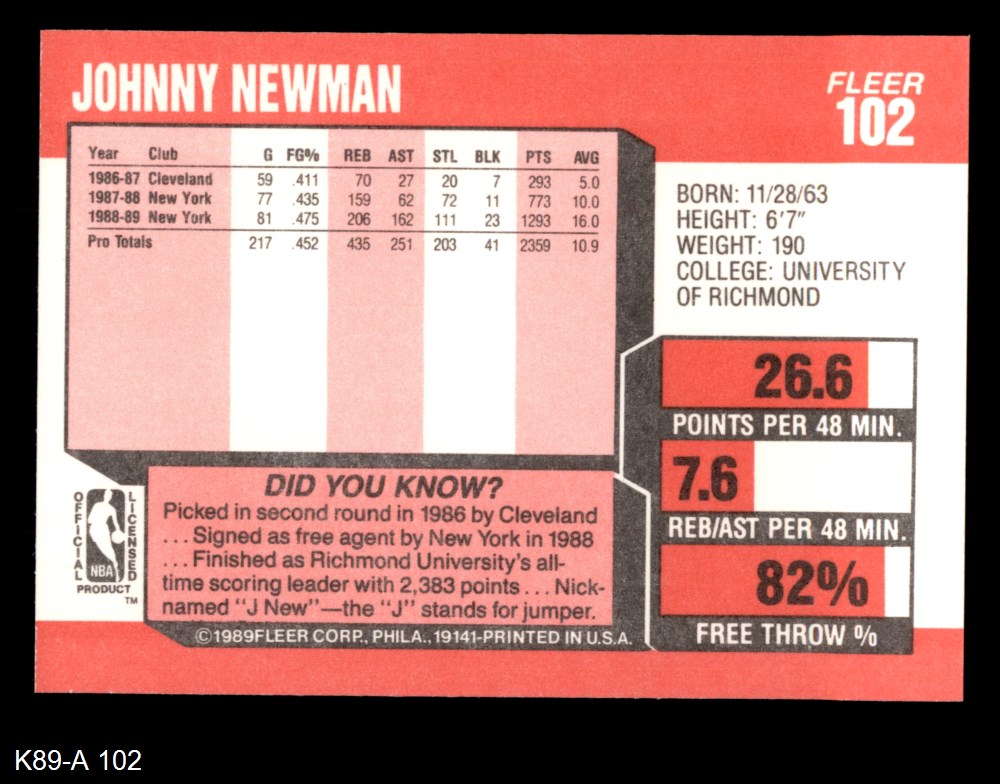 JOHNNY NEWMAN
FLEER
102
Year Club G FG% REB AST STL BLK PTS AVG
1986-87 Cleveland 59 .411 70 27 20 7 293 5.0
1987-88 New York 77 .435 159 62 72 11 773 10.0
1988-89 New York 81 .475 206 162 111 23 1293 16.0
Pro Totals 217 .452 435 251 203 41 2359 10.9
BORN: 11/28/63
HEIGHT: 6'7"
WEIGHT: 190
COLLEGE: UNIVERSITY
OF RICHMOND
26.6
POINTS PER 48 MIN.
7.6
REB/AST PER 48 MIN.
82%
FREE THROW %
DID YOU KNOW?
Picked in second round in 1986 by Cleveland
...Signed as free agent by New York in 1988
...Finished as Richmond University's all-
time scoring leader with 2,383 points...Nick-
named "J New"—the "J" stands for jumper.
OFFICIAL
LICENSED
NBA
PRODUCT
TM
©1989FLEER CORP., PHILA., 19141-PRINTED IN U.S.A.
K89-A 102